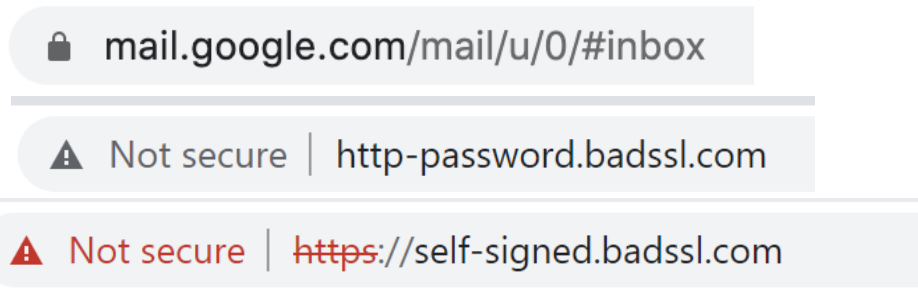 mail.google.com/mail/u/0/#inbox
Not secure | http-password.badssl.com
Not secure | https://self-signed.badssl.com